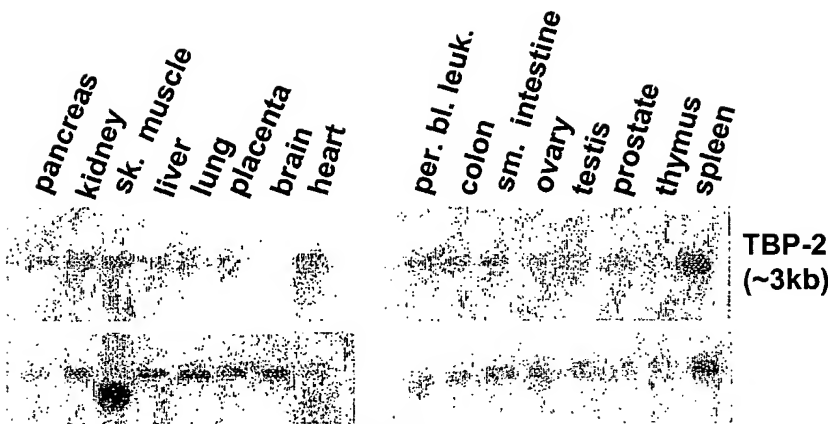 pancreas
kidney
sk. muscle
liver
lung
placenta
brain
heart
per. bl. leuk.
colon
sm. intestine
ovary
testis
prostate
thymus
spleen
TBP-2
(~3kb)